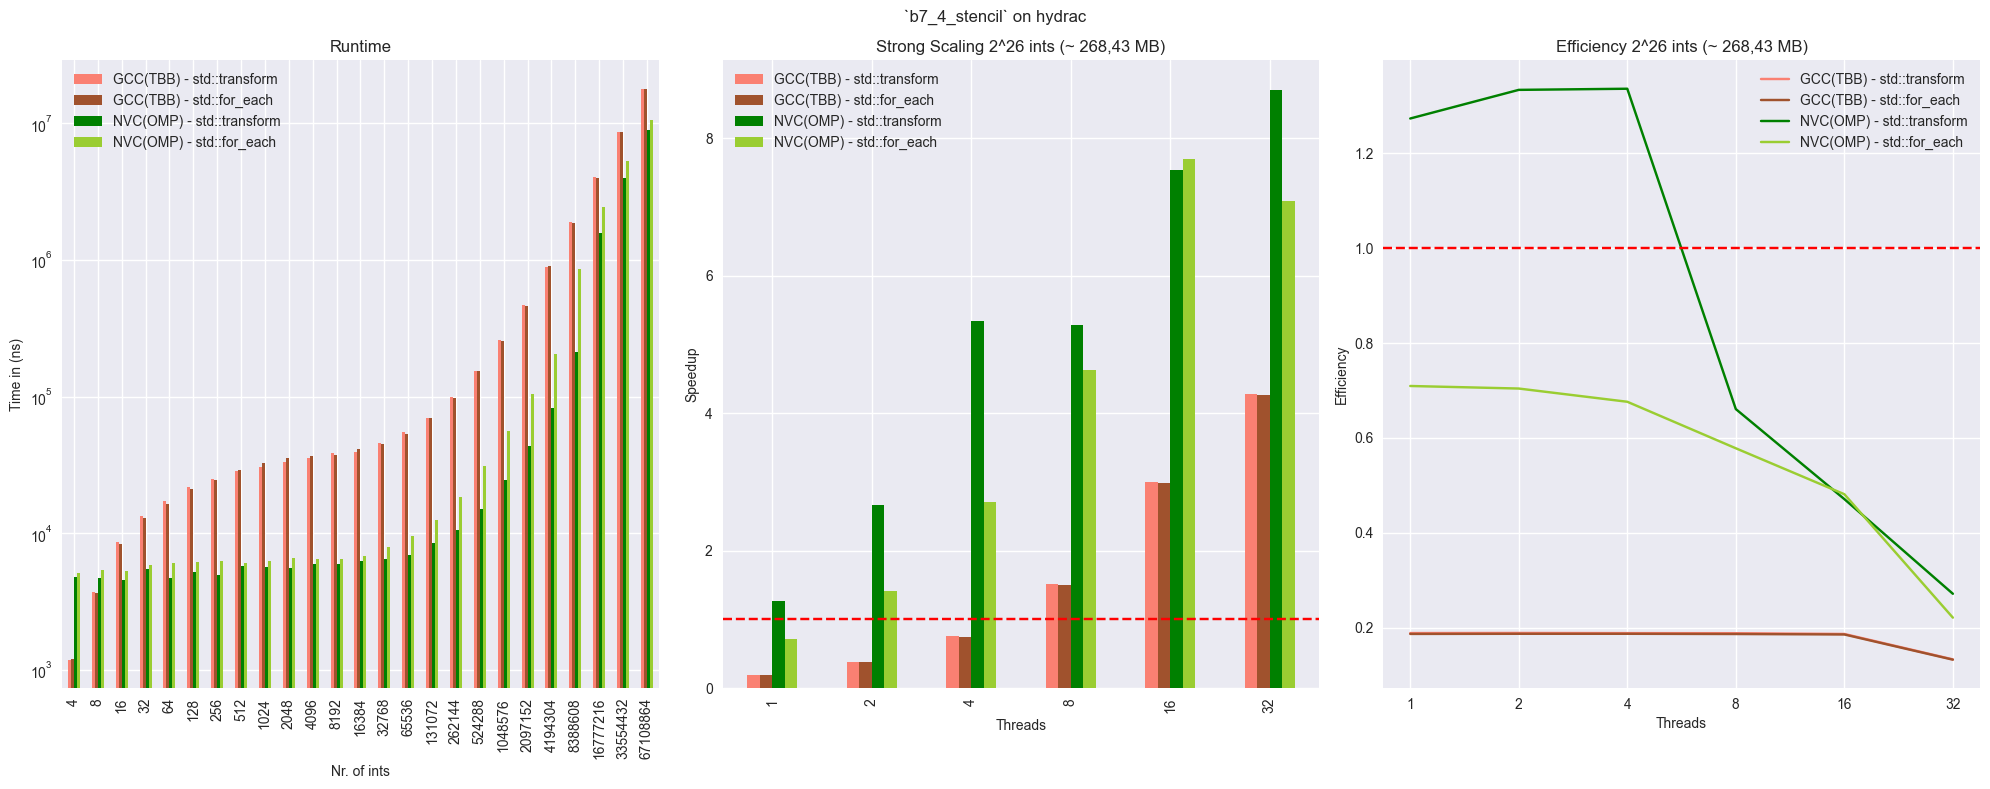 `b7_4_stencil` on hydrac
Runtime
GCC(TBB) - std::transform
GCC(TBB) - std::for_each
NVC(OMP) - std::transform
NVC(OMP) - std::for_each
Time in (ns)
10^7
10^6
10^5
10^4
10^3
4 8 16 32 64 128 256 512 1024 2048 4096 8192 16384 32768 65536 131072 262144 524288 1048576 2097152 4194304 8388608 16777216 33554432 67108864
Nr. of ints
Strong Scaling 2^26 ints (~ 268,43 MB)
GCC(TBB) - std::transform
GCC(TBB) - std::for_each
NVC(OMP) - std::transform
NVC(OMP) - std::for_each
Speedup
8
6
4
2
0
1 2 4 8 16 32
Threads
Efficiency 2^26 ints (~ 268,43 MB)
GCC(TBB) - std::transform
GCC(TBB) - std::for_each
NVC(OMP) - std::transform
NVC(OMP) - std::for_each
Efficiency
1.2
1.0
0.8
0.6
0.4
0.2
1 2 4 8 16 32
Threads